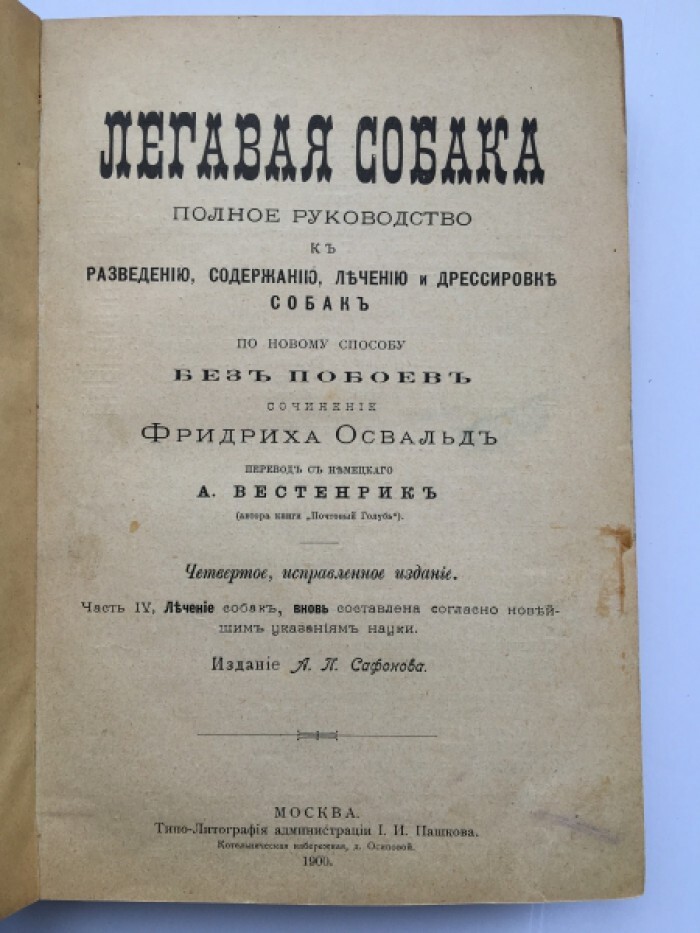 ЛЕГАВАЯ СОБАКА
ПОЛНОЕ РУКОВОДСТВО
КЪ
РАЗВЕДЕНІЮ, СОДЕРЖАНІЮ, ЛѢЧЕНІЮ и ДРЕССИРОВКѢ
СОБАКЪ
ПО НОВОМУ СПОСОБУ
БЕЗЪ ПОБОЕВЪ
СОЧИНЕНІЕ
ФРИДРИХА ОСВАЛЬДЪ
ПЕРЕВОДЪ СЪ НѢМЕЦКАГО
А. ВЕСТЕНРИКЪ
(автора книги „Почтовый Голубь“).
Четвертое, исправленное изданіе.
Часть IV, Лѣченіе собакъ, вновь составлена согласно новѣй-
шимъ указаніямъ науки.
Изданіе А. П. Сафонова.
МОСКВА.
Типо-Литографія администраціи І. И. Пашкова.
Котельническая набережная, д. Осиповой.
1900.